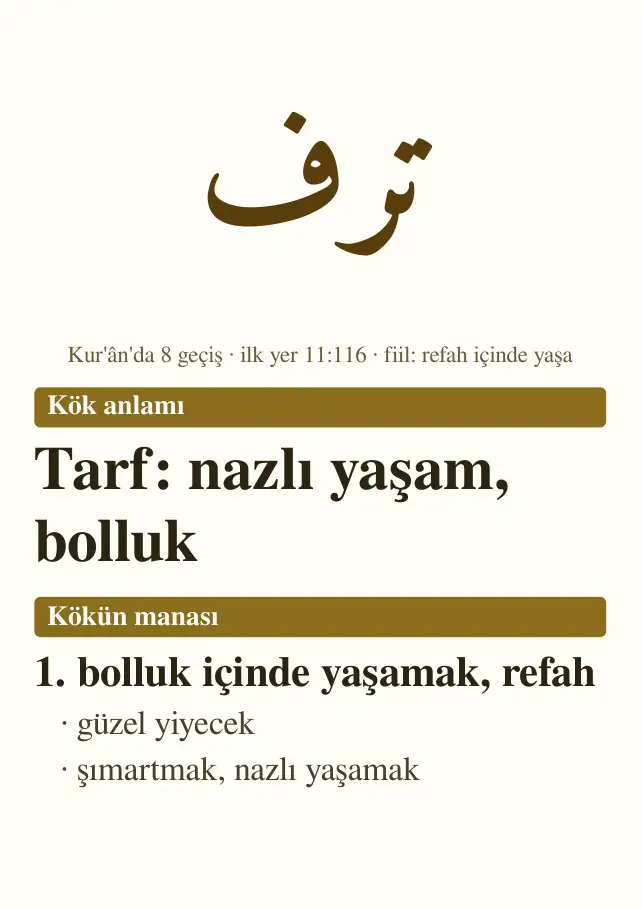 ترف
Kur'ân'da 8 geçiş · ilk yer 11:116 · fiil: refah içinde yaşa
Kök anlamı
Tarf: nazlı yaşam,
bolluk
Kökün manası
1. bolluk içinde yaşamak, refah
· güzel yiyecek
· şımartmak, nazlı yaşamak